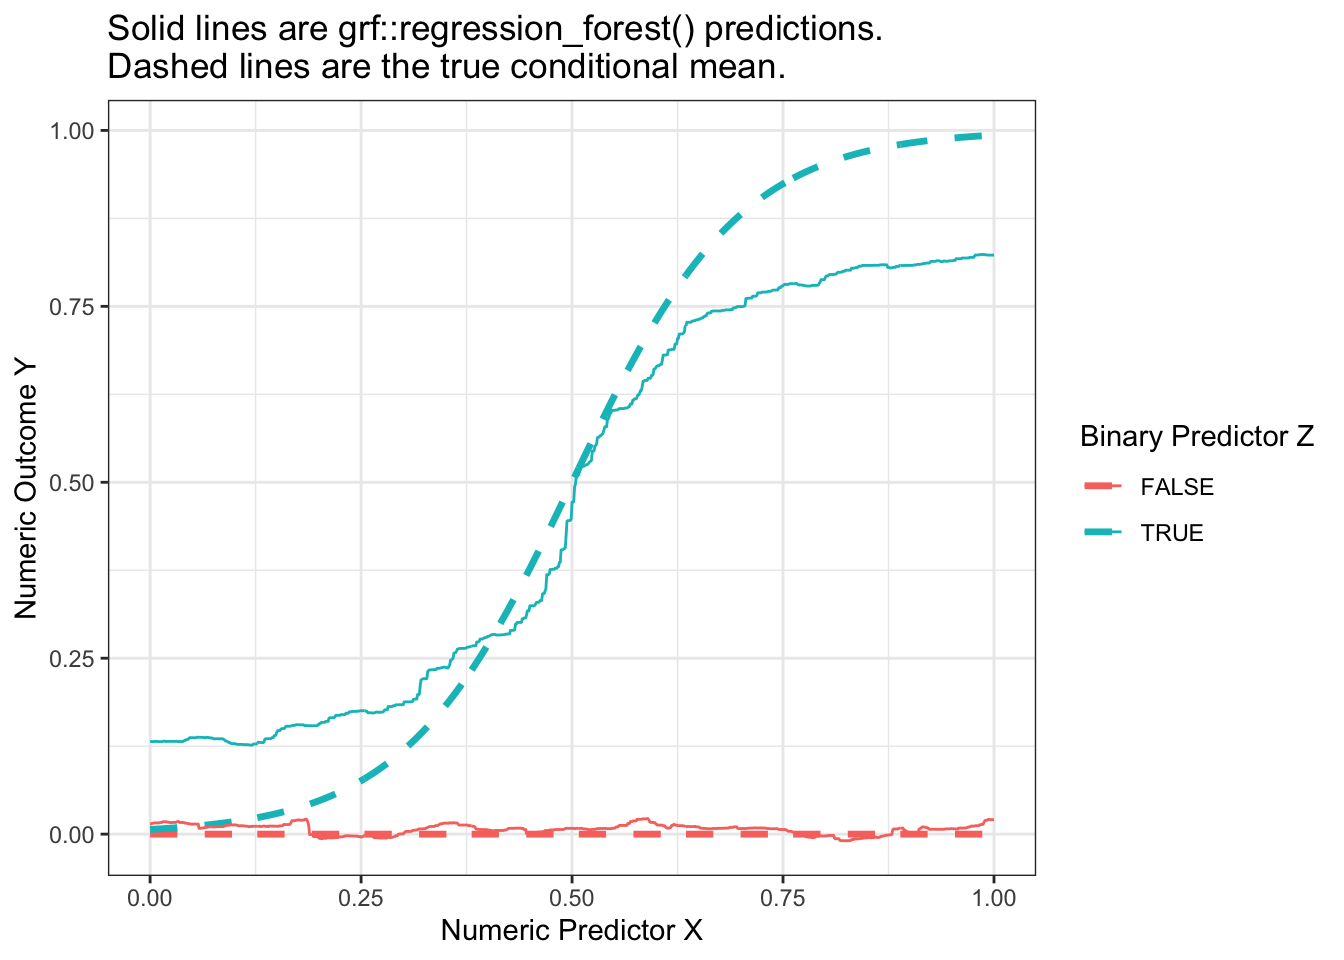 Solid lines are grf::regression_forest() predictions.
Dashed lines are the true conditional mean.
1.00
0.75
0.50
0.25
0.00
Numeric Outcome Y
0.00
0.25
0.50
0.75
1.00
Numeric Predictor X
Binary Predictor Z
FALSE
TRUE